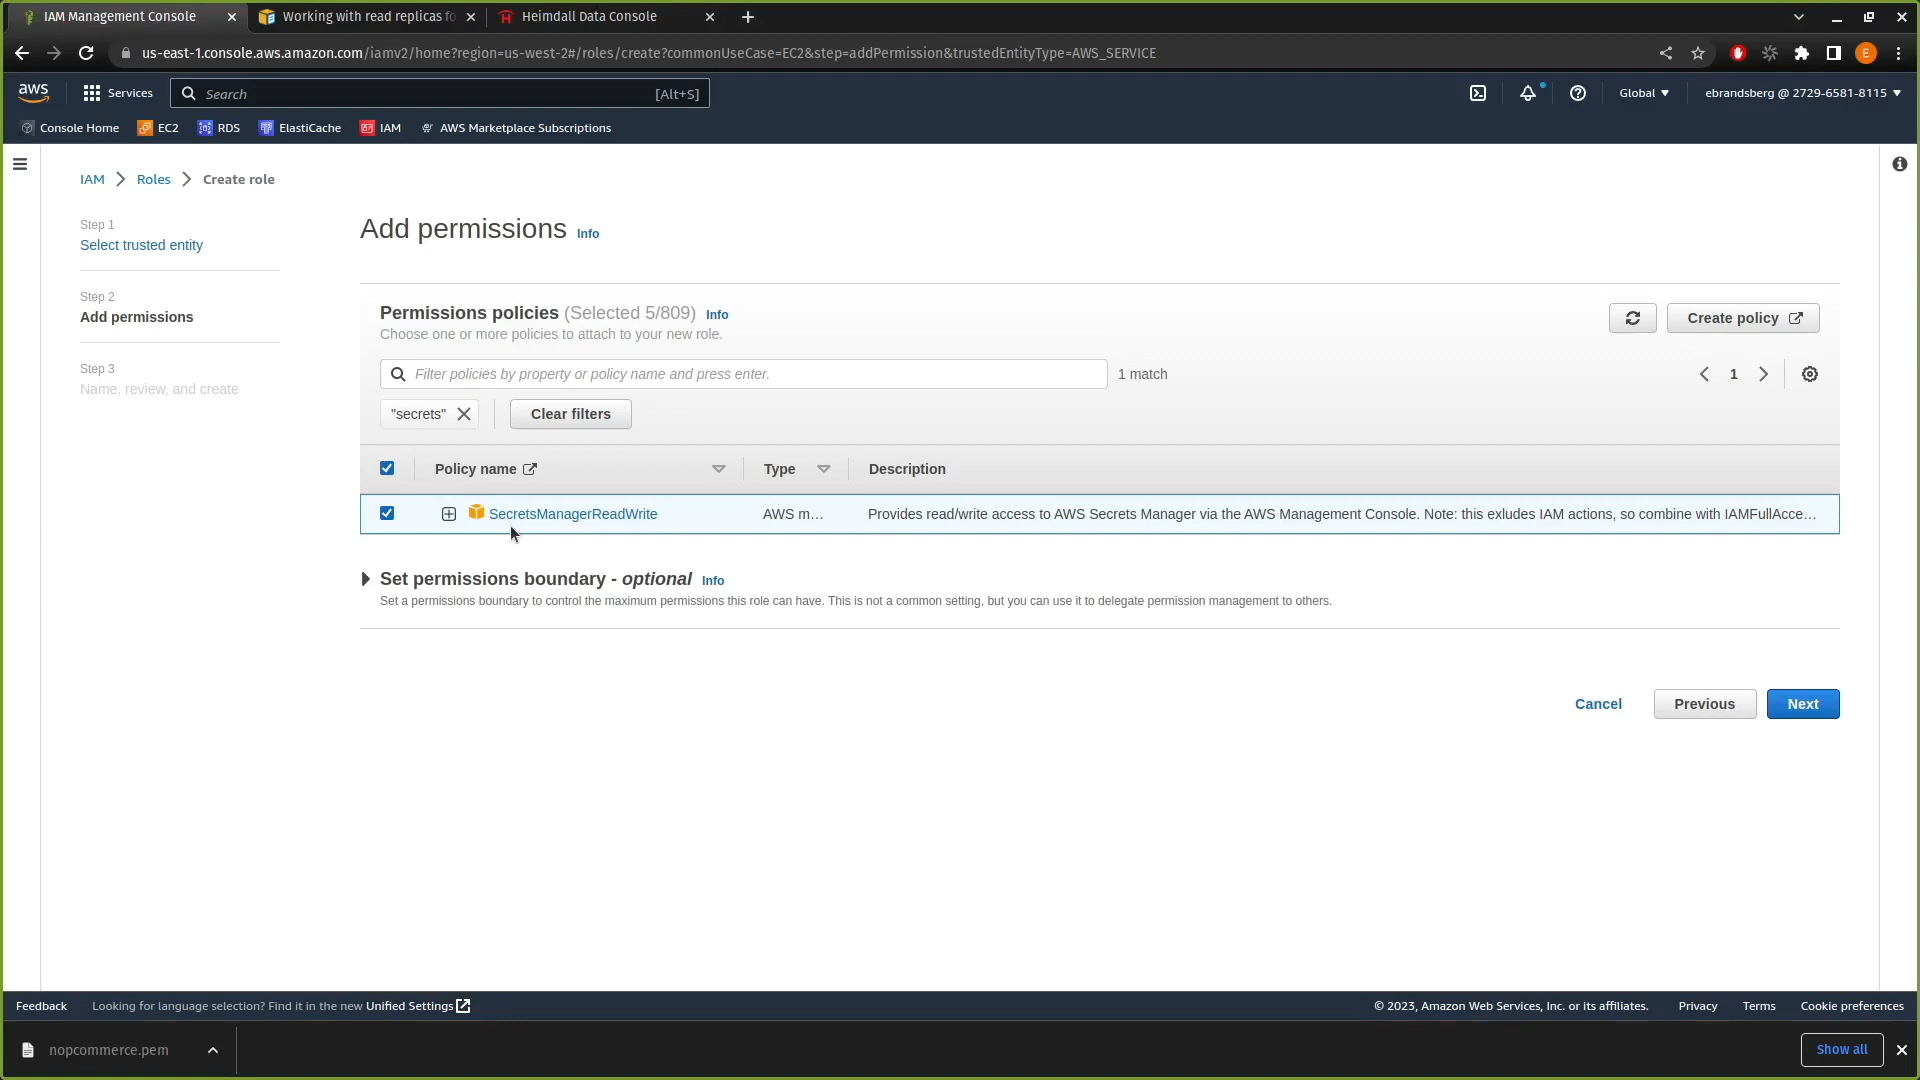 IAM Management Console
Working with read replicas fo
Heimdall Data Console
us-east-1.console.aws.amazon.com/iamv2/home?region=us-west-2#/roles/create?commonUseCase=EC2&step=addPermission&trustedEntityType=AWS_SERVICE
E
aws
Services
Search
[Alt+S]
Global
ebrandsberg @ 2729-6581-8115
Console Home
EC2
RDS
ElastiCache
IAM
AWS Marketplace Subscriptions
IAM
Roles
Create role
Step 1
Select trusted entity
Step 2
Add permissions
Step 3
Name, review, and create
Add permissions Info
Permissions policies (Selected 5/809) Info
Choose one or more policies to attach to your new role.
Create policy
Filter policies by property or policy name and press enter.
1 match
1
"secrets"
Clear filters
Policy name
Type
Description
SecretsManagerReadWrite
AWS m...
Provides read/write access to AWS Secrets Manager via the AWS Management Console. Note: this exludes IAM actions, so combine with IAMFullAcce...
Set permissions boundary - optional Info
Set a permissions boundary to control the maximum permissions this role can have. This is not a common setting, but you can use it to delegate permission management to others.
Cancel
Previous
Next
Feedback
Looking for language selection? Find it in the new Unified Settings
© 2023, Amazon Web Services, Inc. or its affiliates.
Privacy
Terms
Cookie preferences
nopcommerce.pem
Show all